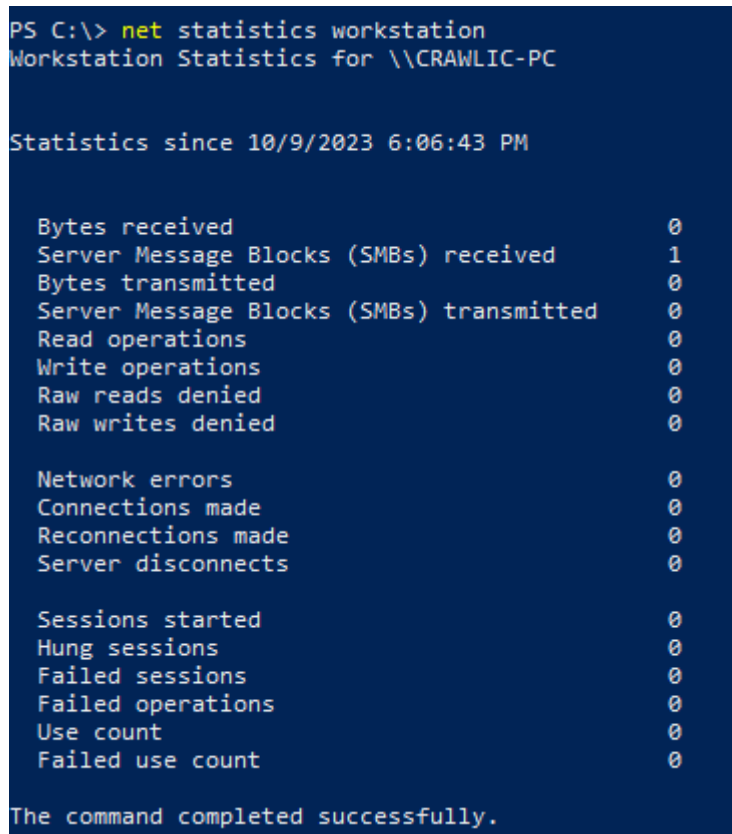 PS C:\> net statistics workstation
Workstation Statistics for \\CRAWLIC-PC
Statistics since 10/9/2023 6:06:43 PM
Bytes received 0
Server Message Blocks (SMBs) received 1
Bytes transmitted 0
Server Message Blocks (SMBs) transmitted 0
Read operations 0
Write operations 0
Raw reads denied 0
Raw writes denied 0
Network errors 0
Connections made 0
Reconnections made 0
Server disconnects 0
Sessions started 0
Hung sessions 0
Failed sessions 0
Failed operations 0
Use count 0
Failed use count 0
The command completed successfully.